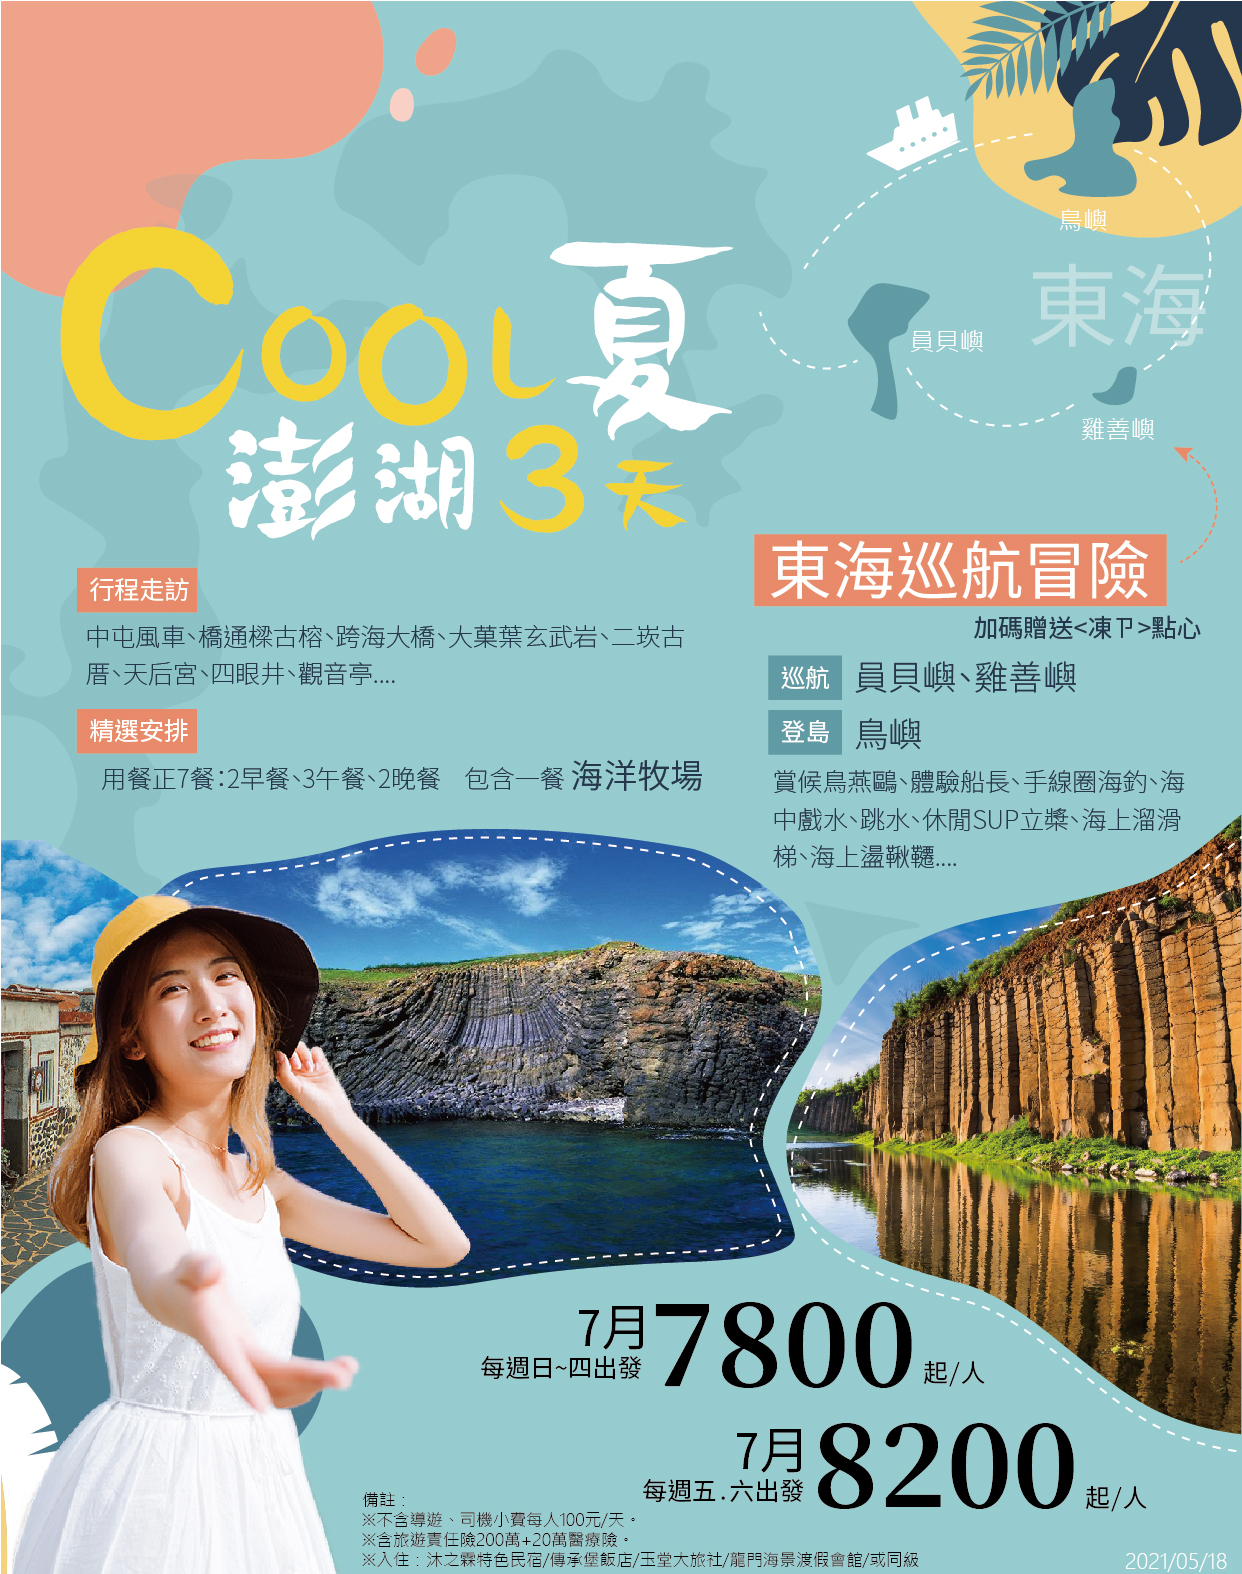 COOL夏
澎湖3天
鳥嶼
東海
員貝嶼
雞善嶼
行程走訪
中屯風車、橋通樑古榕、跨海大橋、大菓葉玄武岩、二崁古
厝、天后宮、四眼井、觀音亭....
精選安排
用餐正7餐:2早餐、3午餐、2晚餐 包含一餐 海洋牧場
東海巡航冒險
加碼贈送<凍ㄗ>點心
巡航 員貝嶼、雞善嶼
登島 鳥嶼
賞候鳥燕鷗、體驗船長、手線圈海釣、海
中戲水、跳水、休閒SUP立槳、海上溜滑
梯、海上盪鞦韆....
7月 7800 起/人
每週日~四出發
7月 8200 起/人
每週五.六出發
備註：
※不含導遊、司機小費每人100元/天。
※含旅遊責任險200萬+20萬醫療險。
※入住：沐之霖特色民宿/傳承堡飯店/玉堂大旅社/龍門海景渡假會館/或同級
2021/05/18